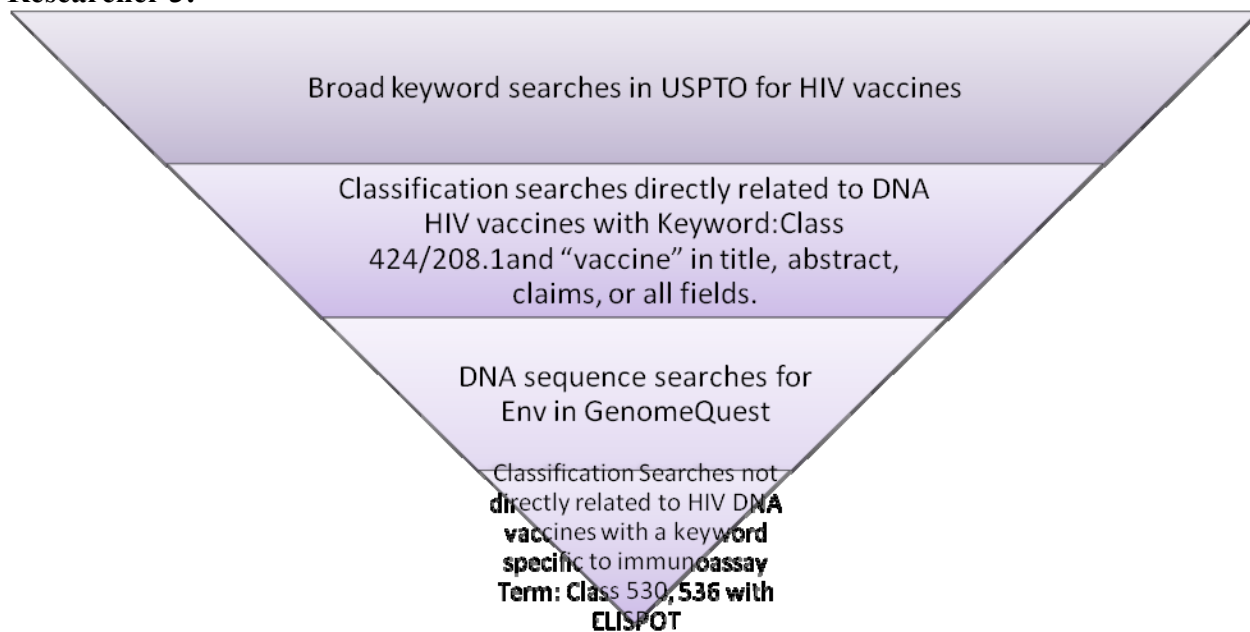 Broad keyword searches in USPTO for HIV vaccines
Classification searches directly related to DNA
HIV vaccines with Keyword:Class
424/208.1and “vaccine” in title, abstract,
claims, or all fields.
DNA sequence searches for
Env in GenomeQuest
Classification Searches not
directly related to HIV DNA
vaccines with a keyword
specific to immunoassay
Term: Class 530, 536 with
ELISPOT